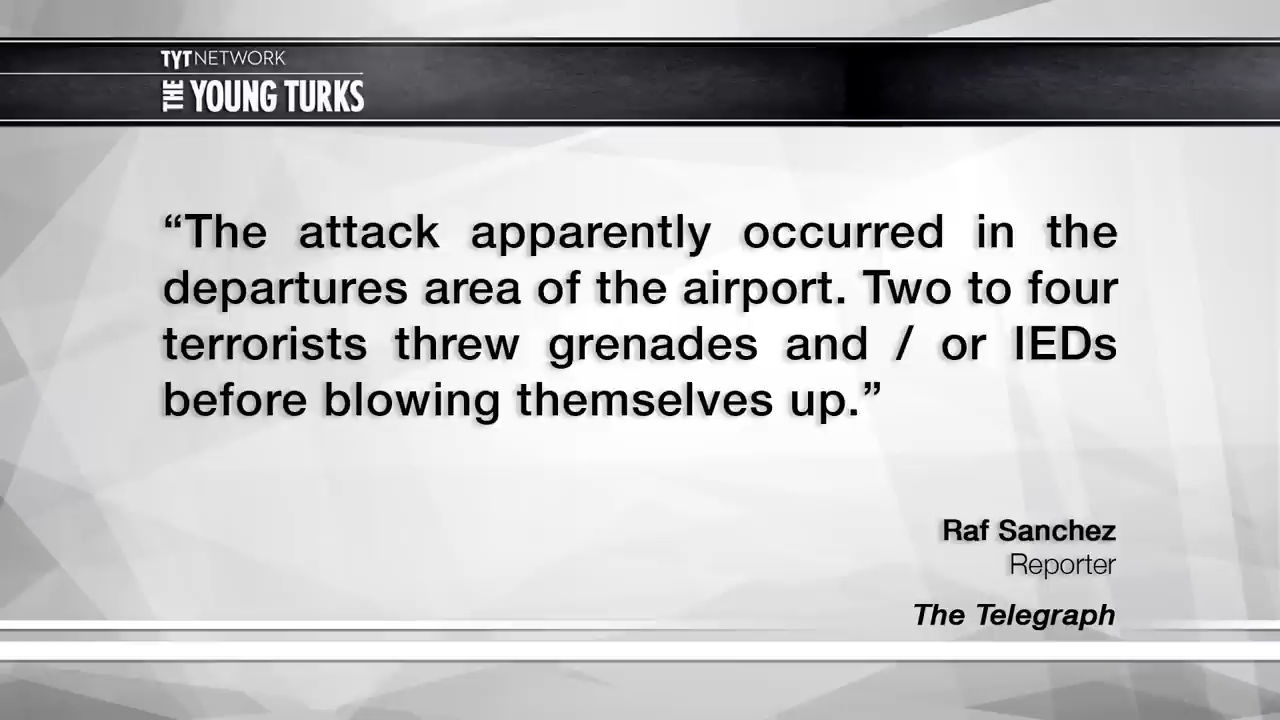 TYTNETWORK
THE YOUNG TURKS
“The attack apparently occurred in the
departures area of the airport. Two to four
terrorists threw grenades and / or IEDs
before blowing themselves up.”
Raf Sanchez
Reporter
The Telegraph